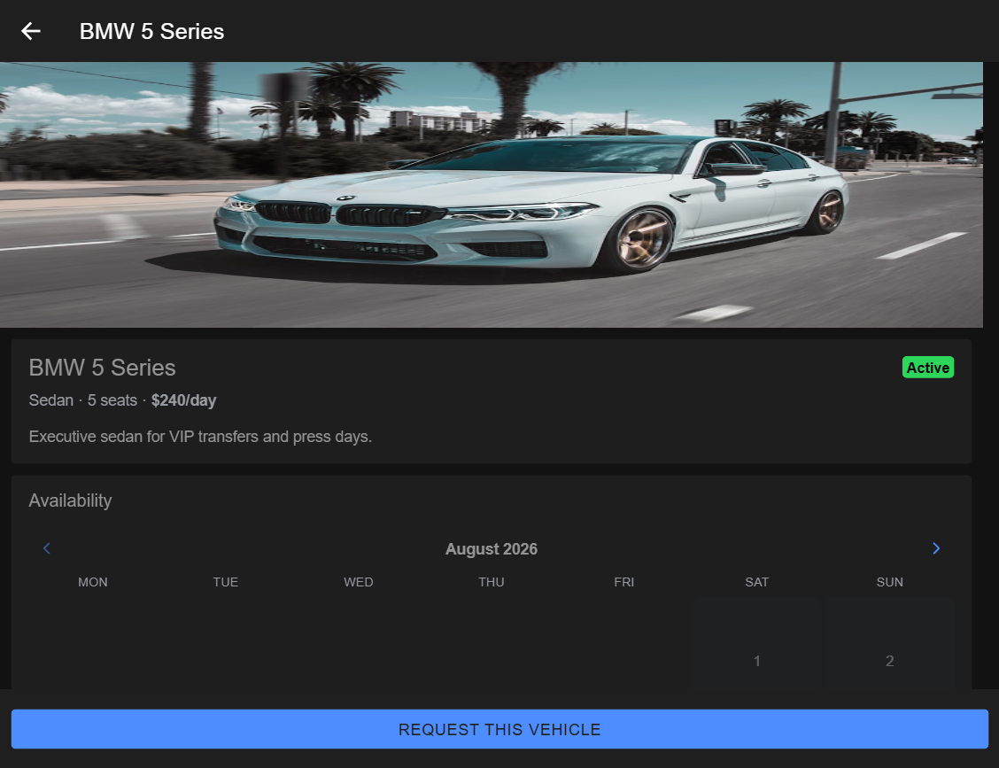 BMW 5 Series
BMW 5 Series
Active
Sedan · 5 seats · $240/day
Executive sedan for VIP transfers and press days.
Availability
August 2026
MON TUE WED THU FRI SAT SUN
1 2
REQUEST THIS VEHICLE